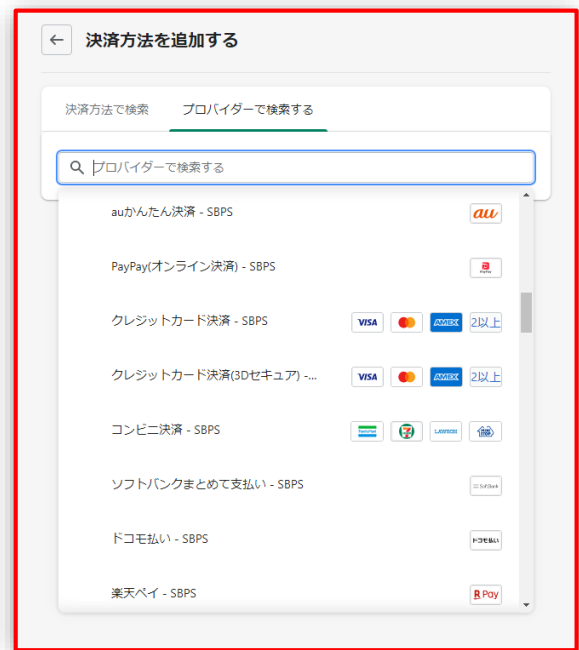 決済方法を追加する
決済方法で検索 プロバイダーで検索する
プロバイダーで検索する
auかんたん決済 - SBPS au
PayPay(オンライン決済) - SBPS PayPay
クレジットカード決済 - SBPS VISA AMEX 2以上
クレジットカード決済(3Dセキュア) -... VISA AMEX 2以上
コンビニ決済 - SBPS FamilyMart 7 LAWSON
ソフトバンクまとめて支払い - SBPS SoftBank
ドコモ払い - SBPS ドコモ払い
楽天ペイ - SBPS R Pay